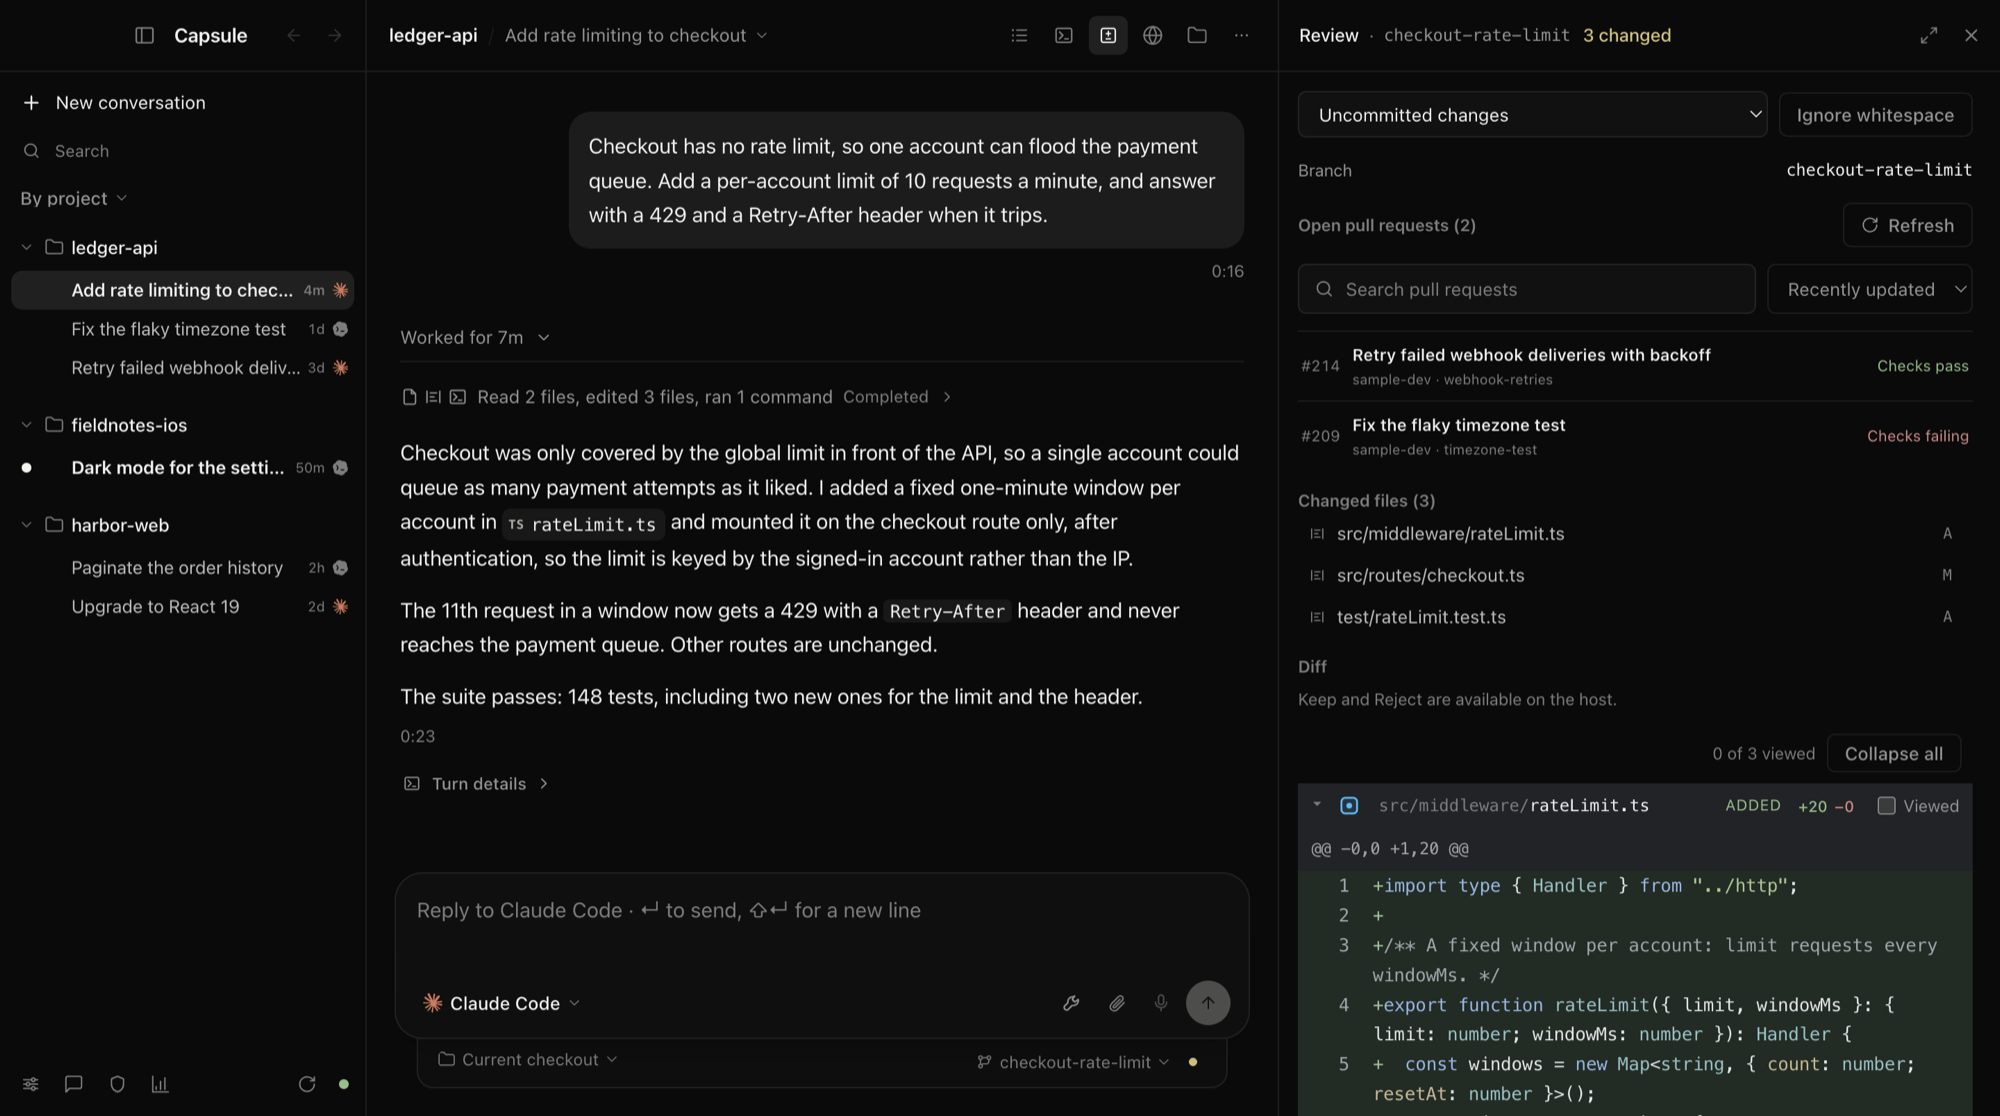 Capsule
New conversation
Search
By project
ledger-api
Add rate limiting to chec... 4m
Fix the flaky timezone test 1d
Retry failed webhook deliv... 3d
fieldnotes-ios
Dark mode for the setti... 50m
harbor-web
Paginate the order history 2h
Upgrade to React 19 2d
ledger-api / Add rate limiting to checkout
Checkout has no rate limit, so one account can flood the payment
queue. Add a per-account limit of 10 requests a minute, and answer
with a 429 and a Retry-After header when it trips.
0:16
Worked for 7m
Read 2 files, edited 3 files, ran 1 command Completed
Checkout was only covered by the global limit in front of the API, so a single account could
queue as many payment attempts as it liked. I added a fixed one-minute window per
account in TS rateLimit.ts and mounted it on the checkout route only, after
authentication, so the limit is keyed by the signed-in account rather than the IP.
The 11th request in a window now gets a 429 with a Retry-After header and never
reaches the payment queue. Other routes are unchanged.
The suite passes: 148 tests, including two new ones for the limit and the header.
0:23
Turn details
Reply to Claude Code · ↵ to send, ⇧↵ for a new line
Claude Code
Current checkout
checkout-rate-limit
Review · checkout-rate-limit 3 changed
Uncommitted changes
Ignore whitespace
Branch
checkout-rate-limit
Open pull requests (2)
Refresh
Search pull requests
Recently updated
#214 Retry failed webhook deliveries with backoff
sample-dev · webhook-retries
Checks pass
#209 Fix the flaky timezone test
sample-dev · timezone-test
Checks failing
Changed files (3)
src/middleware/rateLimit.ts A
src/routes/checkout.ts M
test/rateLimit.test.ts A
Diff
Keep and Reject are available on the host.
0 of 3 viewed
Collapse all
src/middleware/rateLimit.ts ADDED +20 −0 Viewed
@@ −0,0 +1,20 @@
1 +import type { Handler } from "../http";
2 +
3 +/** A fixed window per account: limit requests every
windowMs. */
4 +export function rateLimit({ limit, windowMs }: {
limit: number; windowMs: number }): Handler {
5 + const windows = new Map<string, { count: number;
resetAt: number }>();